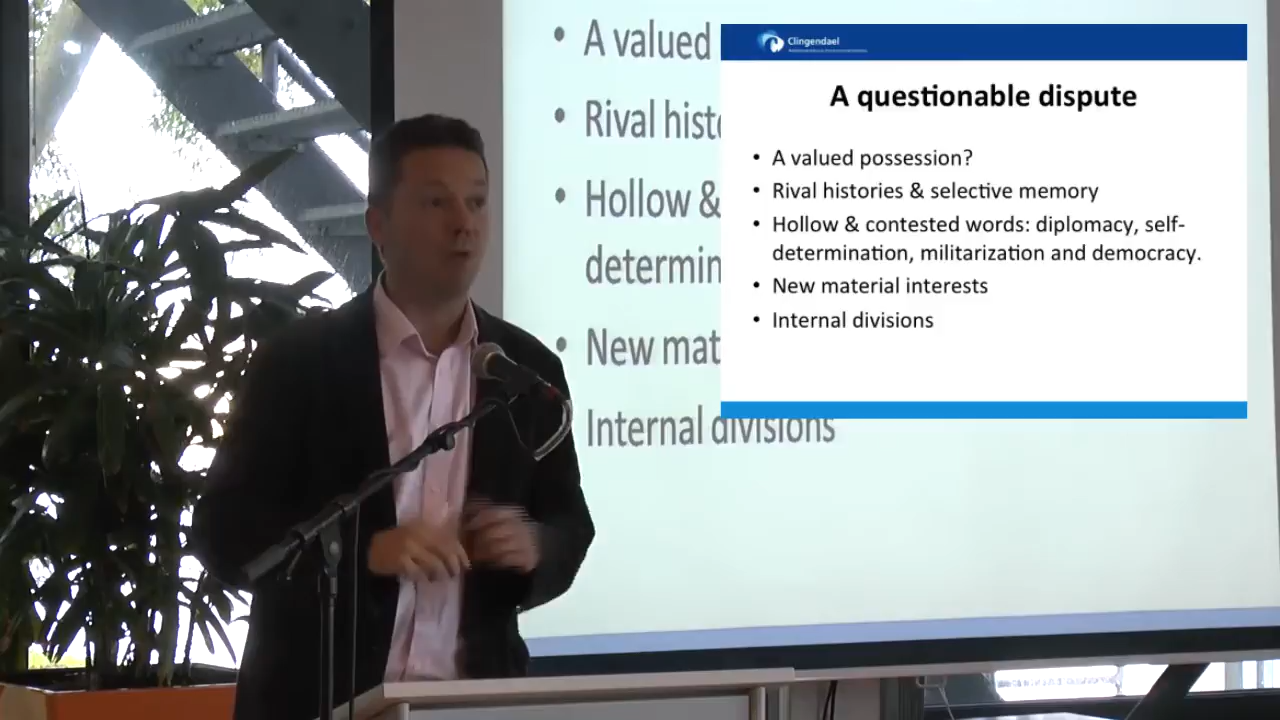 A valued
Rival histo
Hollow &
determin
New mat
Internal divisions
Clingendael
A questionable dispute
• A valued possession?
• Rival histories & selective memory
• Hollow & contested words: diplomacy, self-
determination, militarization and democracy.
• New material interests
• Internal divisions